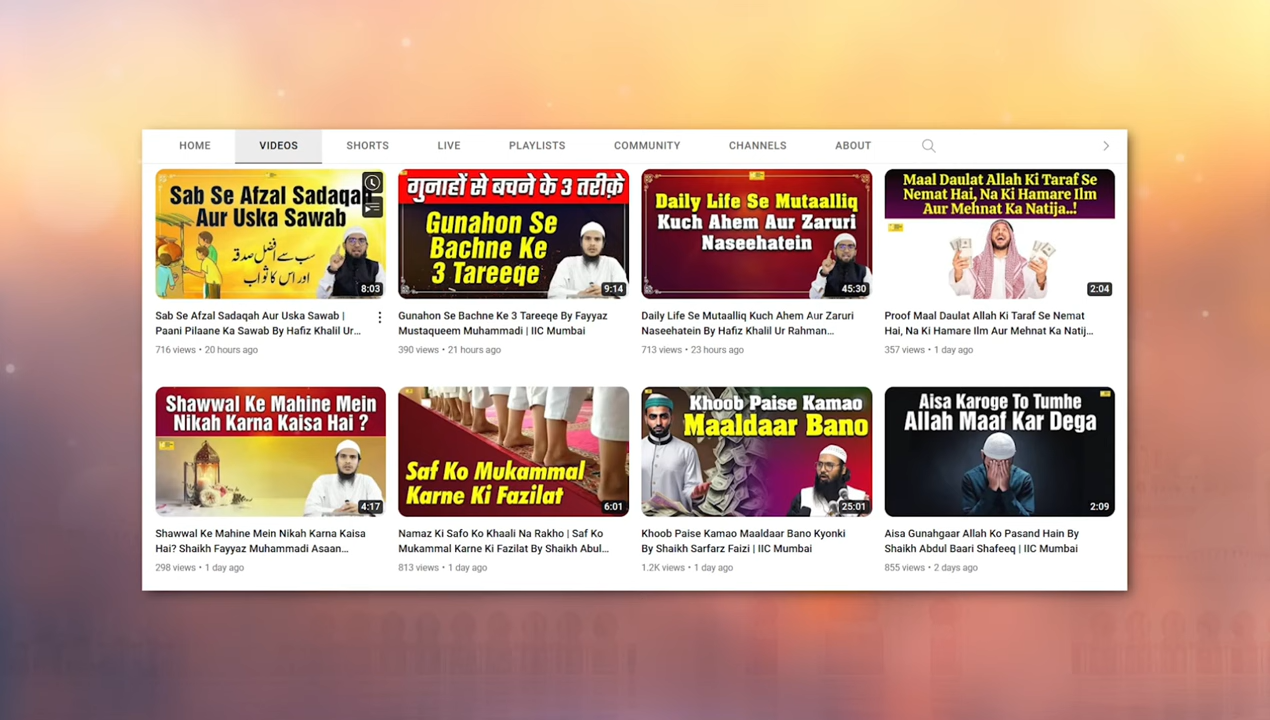 HOME VIDEOS SHORTS LIVE PLAYLISTS COMMUNITY CHANNELS ABOUT
Sab Se Afzal Sadaqah
Aur Uska Sawab
سب سے افضل صدقہ
اور اس کا ثواب
8:03
Sab Se Afzal Sadaqah Aur Uska Sawab |
Paani Pilaane Ka Sawab By Hafiz Khalil Ur...
716 views • 20 hours ago
गुनाहों से बचने के 3 तरीक़े
Gunahon Se
Bachne Ke
3 Tareeqe
9:14
Gunahon Se Bachne Ke 3 Tareeqe By Fayyaz
Mustaqueem Muhammadi | IIC Mumbai
390 views • 21 hours ago
Daily Life Se Mutaalliq
Kuch Ahem Aur Zaruri
Naseehatein
45:30
Daily Life Se Mutaalliq Kuch Ahem Aur Zaruri
Naseehatein By Hafiz Khalil Ur Rahman...
713 views • 23 hours ago
Maal Daulat Allah Ki Taraf Se
Nemat Hai, Na Ki Hamare Ilm
Aur Mehnat Ka Natija..!
2:04
Proof Maal Daulat Allah Ki Taraf Se Nemat
Hai, Na Ki Hamare Ilm Aur Mehnat Ka Natij...
357 views • 1 day ago
Shawwal Ke Mahine Mein
Nikah Karna Kaisa Hai ?
4:17
Shawwal Ke Mahine Mein Nikah Karna Kaisa
Hai? Shaikh Fayyaz Muhammadi Asaan...
298 views • 1 day ago
Saf Ko Mukammal
Karne Ki Fazilat
6:01
Namaz Ki Safo Ko Khaali Na Rakho | Saf Ko
Mukammal Karne Ki Fazilat By Shaikh Abul...
813 views • 1 day ago
Khoob Paise Kamao
Maaldaar Bano
25:01
Khoob Paise Kamao Maaldaar Bano Kyonki
By Shaikh Sarfarz Faizi | IIC Mumbai
1.2K views • 1 day ago
Aisa Karoge To Tumhe
Allah Maaf Kar Dega
2:09
Aisa Gunahgaar Allah Ko Pasand Hain By
Shaikh Abdul Baari Shafeeq | IIC Mumbai
855 views • 2 days ago